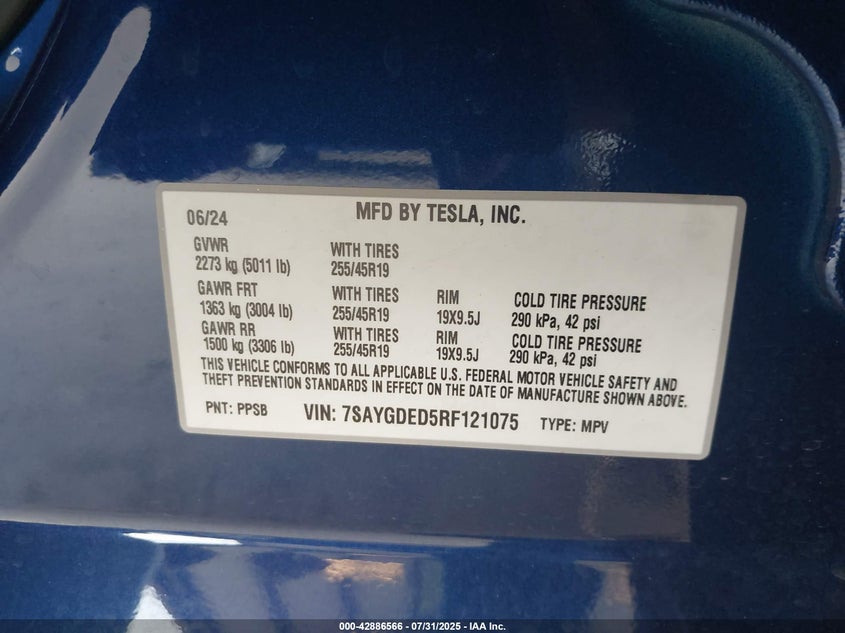 06/24 MFD BY TESLA, INC.
GVWR
2273 kg (5011 lb) WITH TIRES 255/45R19
GAWR FRT
1363 kg (3004 lb) WITH TIRES 255/45R19 RIM 19X9.5J COLD TIRE PRESSURE 290 kPa, 42 psi
GAWR RR
1500 kg (3306 lb) WITH TIRES 255/45R19 RIM 19X9.5J COLD TIRE PRESSURE 290 kPa, 42 psi
THIS VEHICLE CONFORMS TO ALL APPLICABLE U.S. FEDERAL MOTOR VEHICLE SAFETY AND
THEFT PREVENTION STANDARDS IN EFFECT ON THE DATE OF MANUFACTURE SHOWN ABOVE.
PNT: PPSB VIN: 7SAYGDED5RF121075 TYPE: MPV
000-42886566 - 07/31/2025 - IAA Inc.